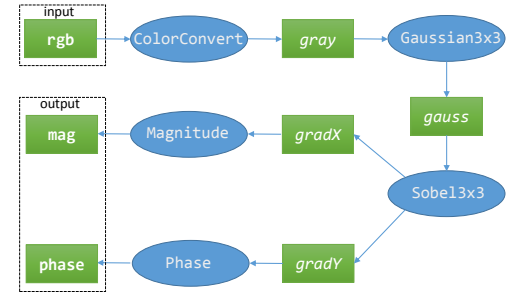 input
rgb
ColorConvert
gray
Gaussian3x3
output
gauss
mag
Magnitude
gradX
Sobel3x3
phase
Phase
gradY